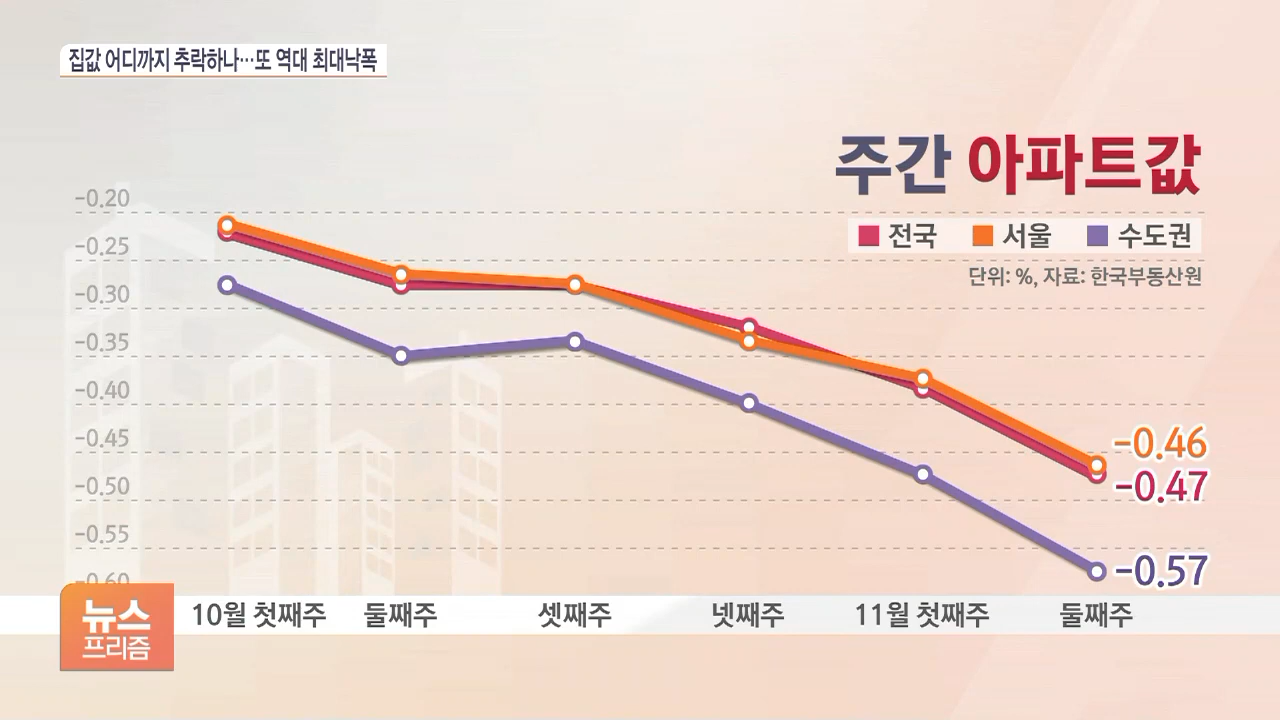 집값 어디까지 추락하나…또 역대 최대낙폭
주간 아파트값
전국 서울 수도권
단위: %, 자료: 한국부동산원
-0.20
-0.25
-0.30
-0.35
-0.40
-0.45
-0.50
-0.55
-0.60
-0.46
-0.47
-0.57
10월 첫째주 둘째주 셋째주 넷째주 11월 첫째주 둘째주
뉴스
프리즘